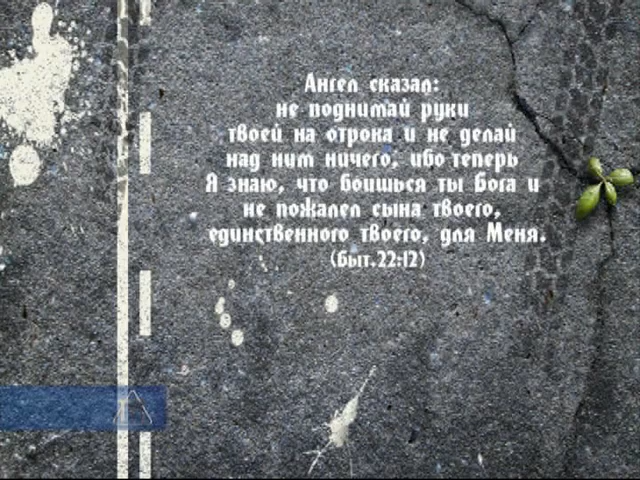 Ангел сказал:
не поднимай руки
твоей на отрока и не делай
над ним ничего, ибо теперь
Я знаю, что боишься ты Бога и
не пожалел сына твоего,
единственного твоего, для Меня.
(Быт.22:12)